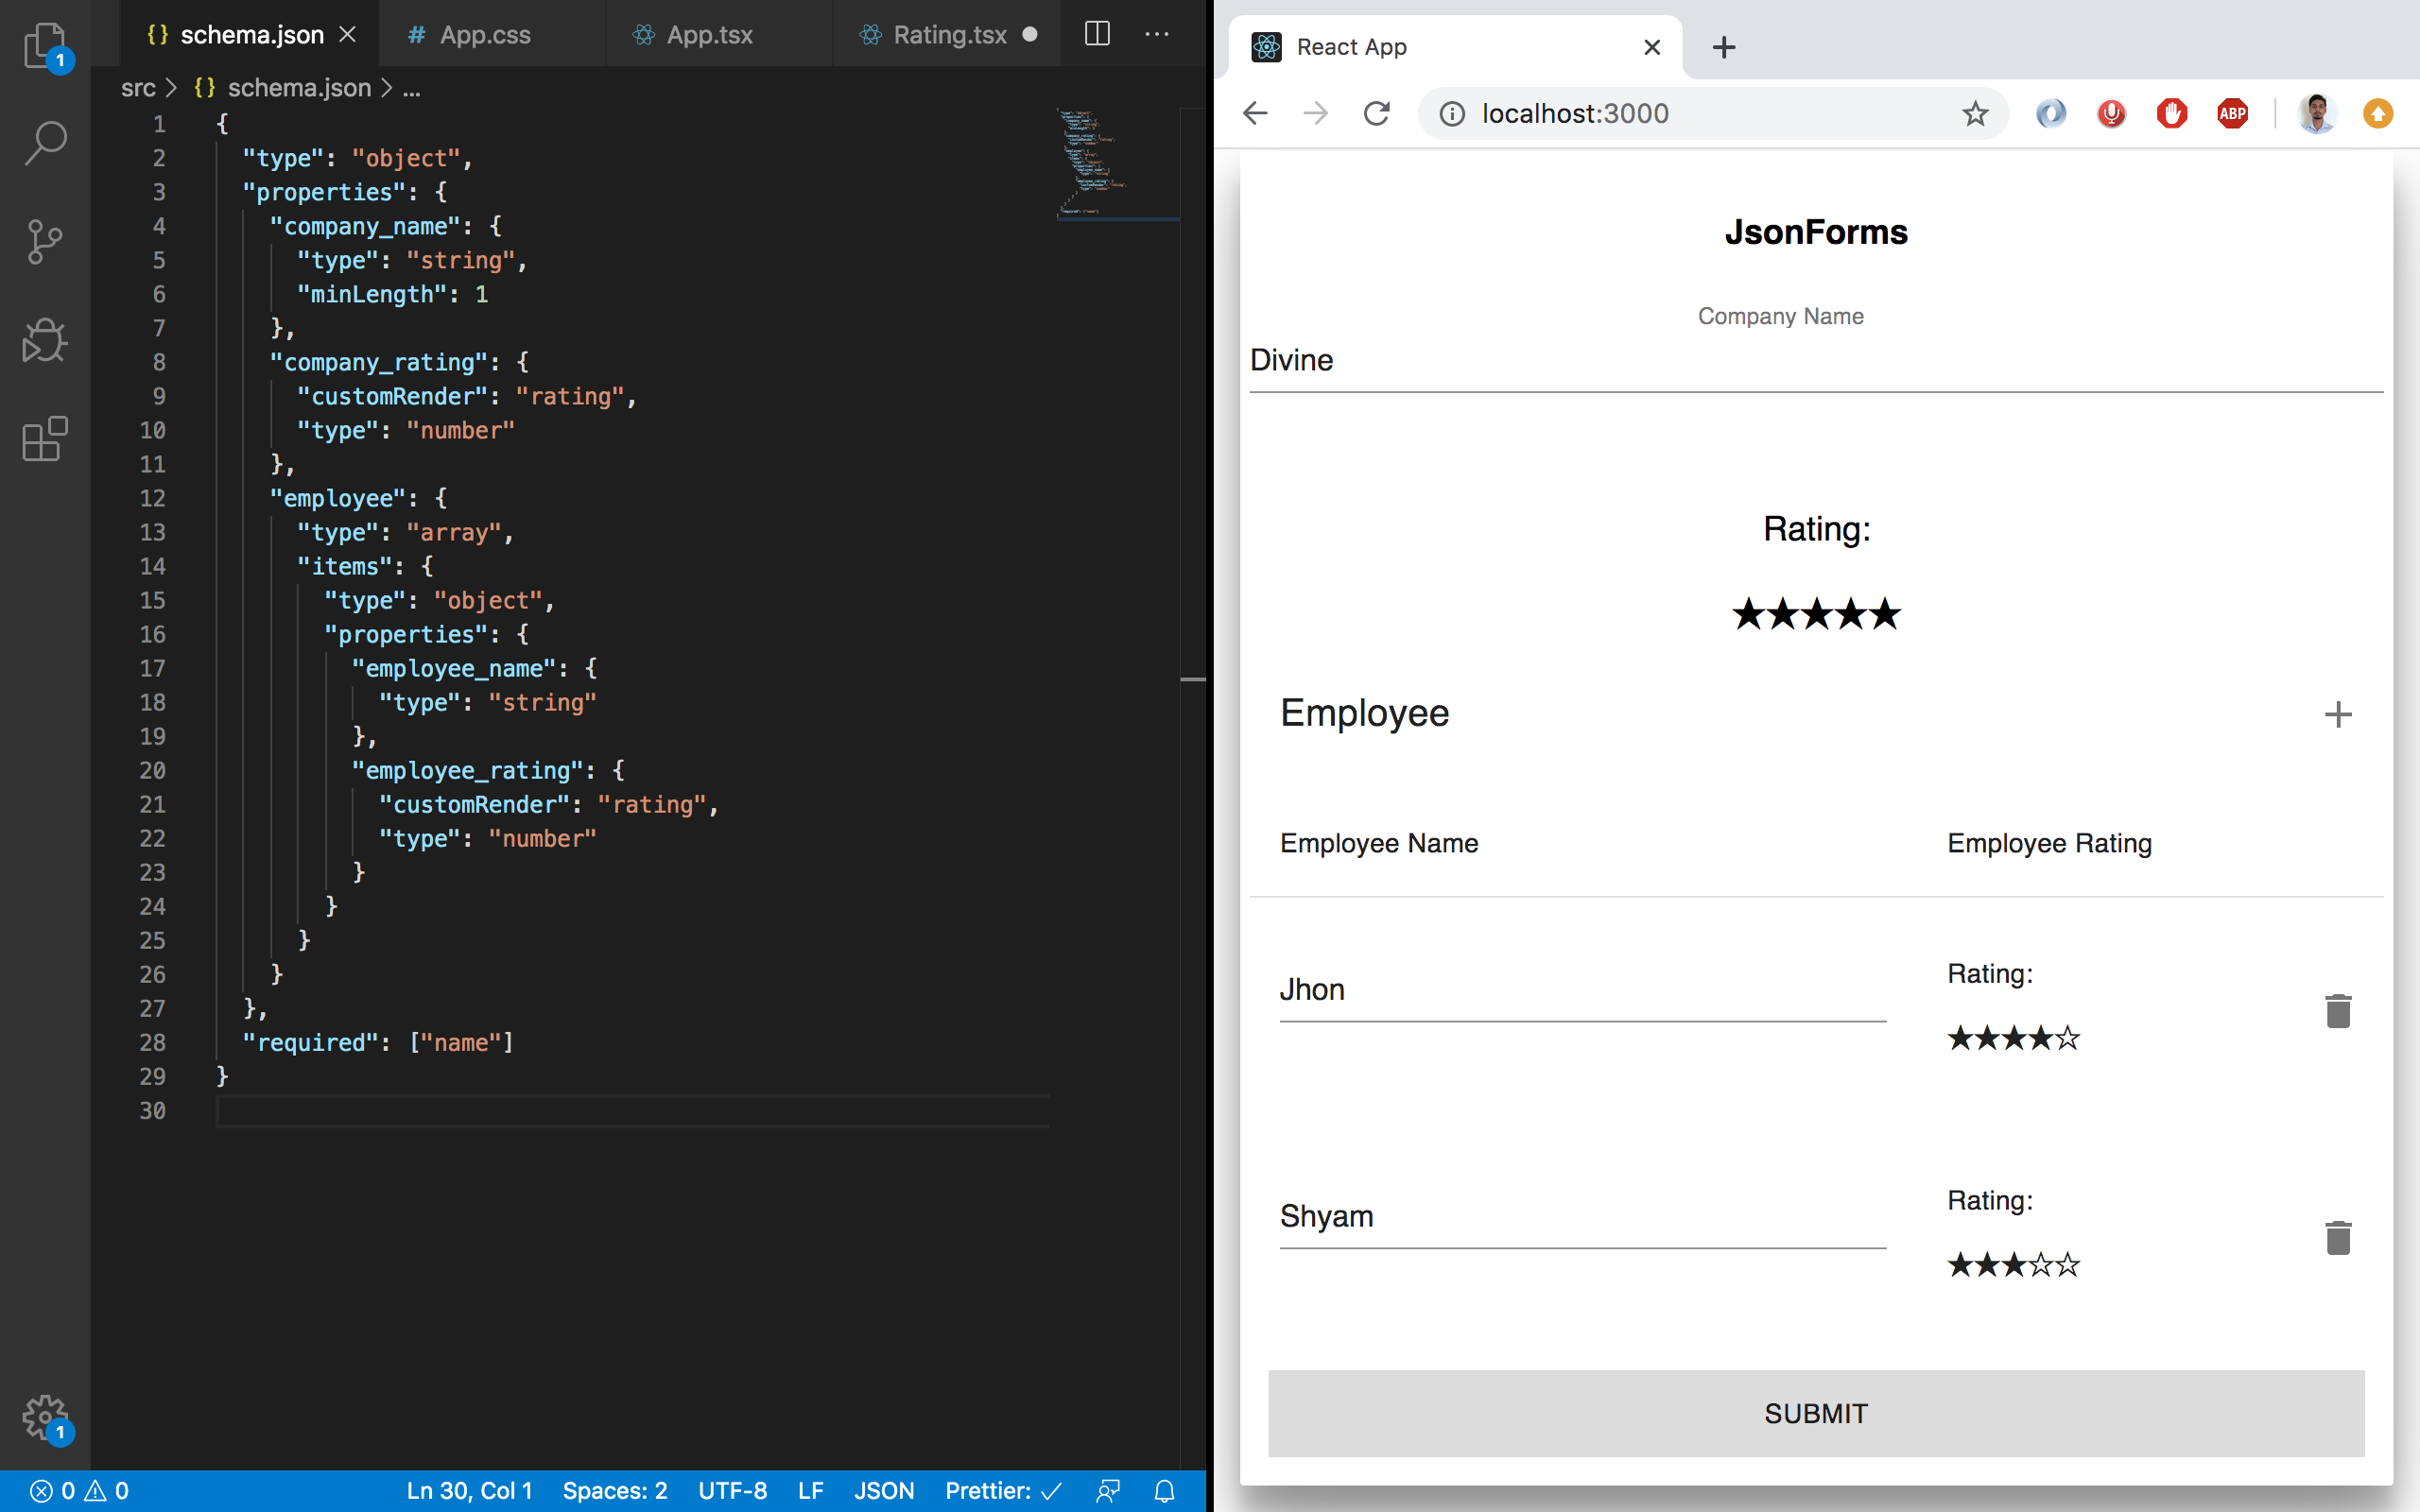 schema.json
# App.css
App.tsx
Rating.tsx
src > {} schema.json > ...
1 {
2 "type": "object",
3 "properties": {
4 "company_name": {
5 "type": "string",
6 "minLength": 1
7 },
8 "company_rating": {
9 "customRender": "rating",
10 "type": "number"
11 },
12 "employee": {
13 "type": "array",
14 "items": {
15 "type": "object",
16 "properties": {
17 "employee_name": {
18 "type": "string"
19 },
20 "employee_rating": {
21 "customRender": "rating",
22 "type": "number"
23 }
24 }
25 }
26 }
27 },
28 "required": ["name"]
29 }
30
1
1
0 0 Ln 30, Col 1 Spaces: 2 UTF-8 LF JSON Prettier: ✓
React App
localhost:3000
ABP
JsonForms
Company Name
Divine
Rating:
★★★★★
Employee
Employee Name Employee Rating
Jhon
Rating:
★★★★☆
Shyam
Rating:
★★★☆☆
SUBMIT